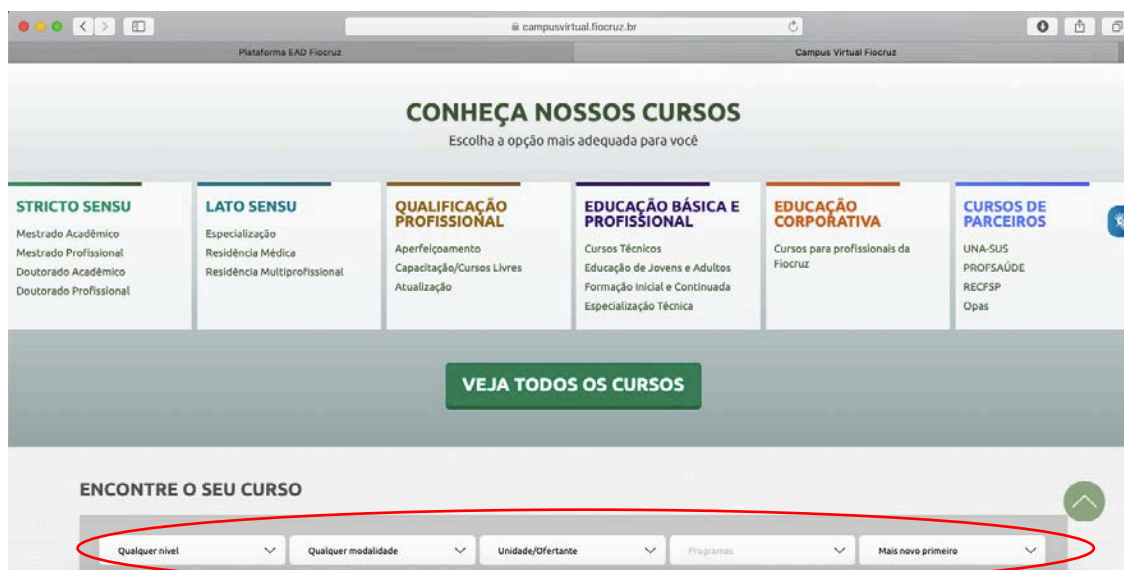 campusvirtual.fiocruz.br
Plataforma EAD Fiocruz
Campus Virtual Fiocruz
CONHEÇA NOSSOS CURSOS
Escolha a opção mais adequada para você
STRICTO SENSU
Mestrado Acadêmico
Mestrado Profissional
Doutorado Acadêmico
Doutorado Profissional
LATO SENSU
Especialização
Residência Médica
Residência Multiprofissional
QUALIFICAÇÃO
PROFISSIONAL
Aperfeiçoamento
Capacitação/Cursos Livres
Atualização
EDUCAÇÃO BÁSICA E
PROFISSIONAL
Cursos Técnicos
Educação de Jovens e Adultos
Formação Inicial e Continuada
Especialização Técnica
EDUCAÇÃO
CORPORATIVA
Cursos para profissionais da
Fiocruz
CURSOS DE
PARCEIROS
UNA-SUS
PROFSAÚDE
RECFSP
Opas
VEJA TODOS OS CURSOS
ENCONTRE O SEU CURSO
Qualquer nível
Qualquer modalidade
Unidade/Ofertante
Programas
Mais novo primeiro